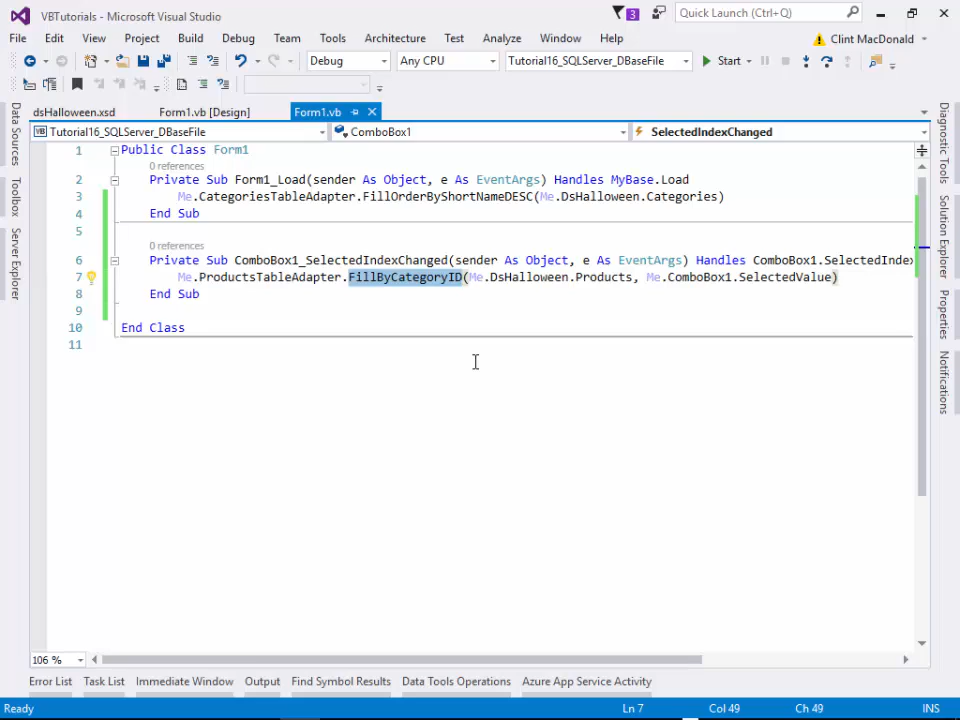 VBTutorials - Microsoft Visual Studio
3
Quick Launch (Ctrl+Q)
File Edit View Project Build Debug Team Tools Architecture Test Analyze Window Help
Clint MacDonald
Debug Any CPU Tutorial16_SQLServer_DBaseFile Start
dsHalloween.xsd Form1.vb [Design] Form1.vb
VB Tutorial16_SQLServer_DBaseFile ComboBox1 SelectedIndexChanged
1 Public Class Form1
0 references
2 Private Sub Form1_Load(sender As Object, e As EventArgs) Handles MyBase.Load
3 Me.CategoriesTableAdapter.FillOrderByShortNameDESC(Me.DsHalloween.Categories)
4 End Sub
5
0 references
6 Private Sub ComboBox1_SelectedIndexChanged(sender As Object, e As EventArgs) Handles ComboBox1.SelectedIndex
7 Me.ProductsTableAdapter.FillByCategoryID(Me.DsHalloween.Products, Me.ComboBox1.SelectedValue)
8 End Sub
9
10 End Class
11
Data Sources
Toolbox
Server Explorer
Diagnostic Tools
Solution Explorer
Properties
Notifications
106 %
Error List Task List Immediate Window Output Find Symbol Results Data Tools Operations Azure App Service Activity
Ready Ln 7 Col 49 Ch 49 INS